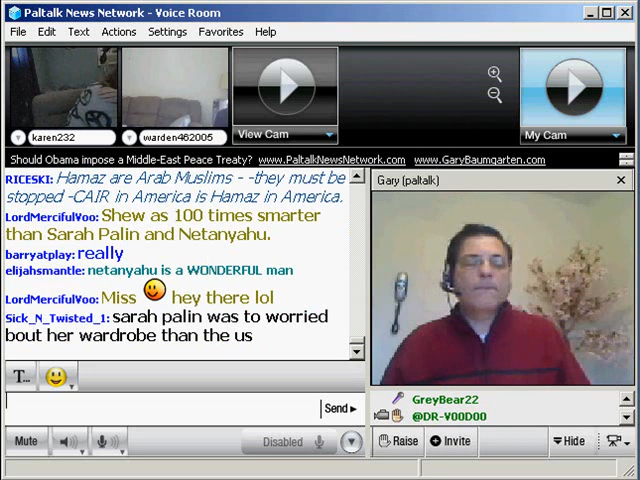 Paltalk News Network - Voice Room
File Edit Text Actions Settings Favorites Help
karen232
warden462005
View Cam
My Cam
Should Obama impose a Middle-East Peace Treaty? www.PaltalkNewsNetwork.com www.GaryBaumgarten.com
RICESKI: Hamaz are Arab Muslims - -they must be
stopped -CAIR in America is Hamaz in America.
LordMercifulVoo: Shew as 100 times smarter
than Sarah Palin and Netanyahu.
barryatplay: really
elijahsmantle: netanyahu is a WONDERFUL man
LordMercifulVoo: Miss hey there lol
Sick_N_Twisted_1: sarah palin was to worried
bout her wardrobe than the us
Gary (paltalk)
T...
Send
GreyBear22
@DR-V00D00
Mute
Disabled
Raise
Invite
Hide